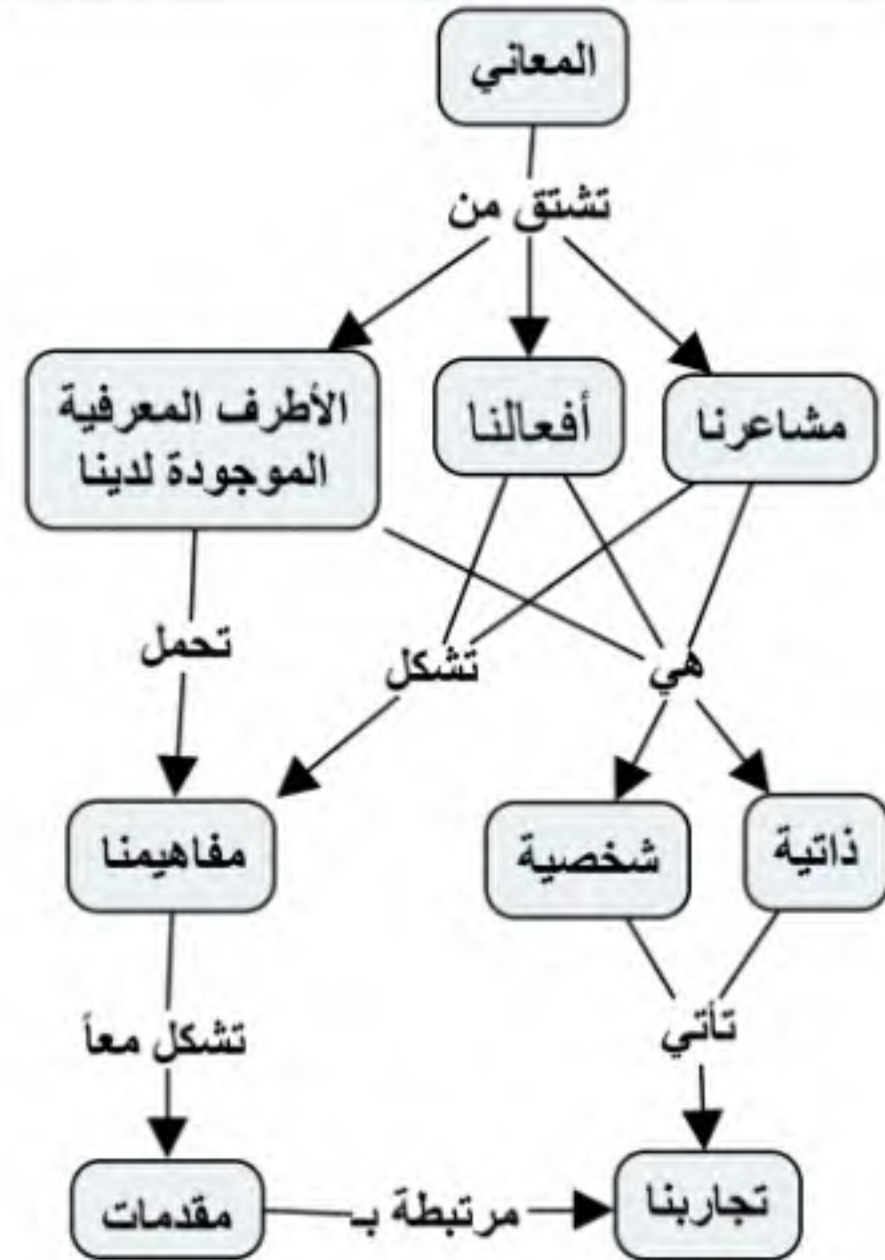 المعاني
تشتق من
مشاعرنا
أفعالنا
الأطرف المعرفية
الموجودة لدينا
هي
تشكل
تحمل
ذاتية
شخصية
مفاهيمنا
تأتي
تشكل معاً
تجاربنا
مرتبطة بـ
مقدمات